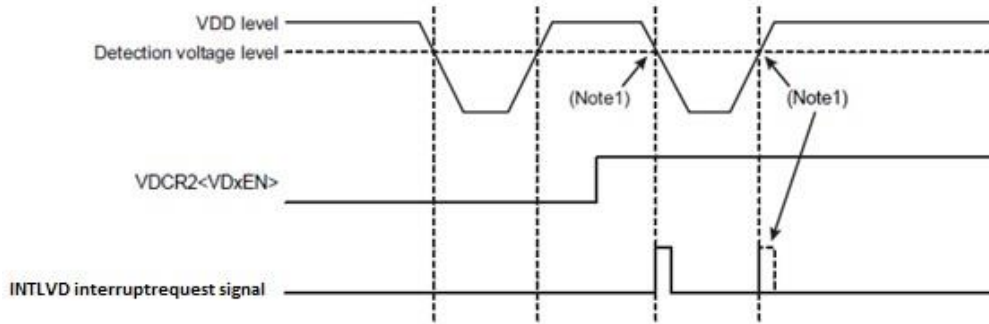 VDD level
Detection voltage level
(Note1)
(Note1)
VDCR2<VDxEN>
INTLVD interruptrequest signal